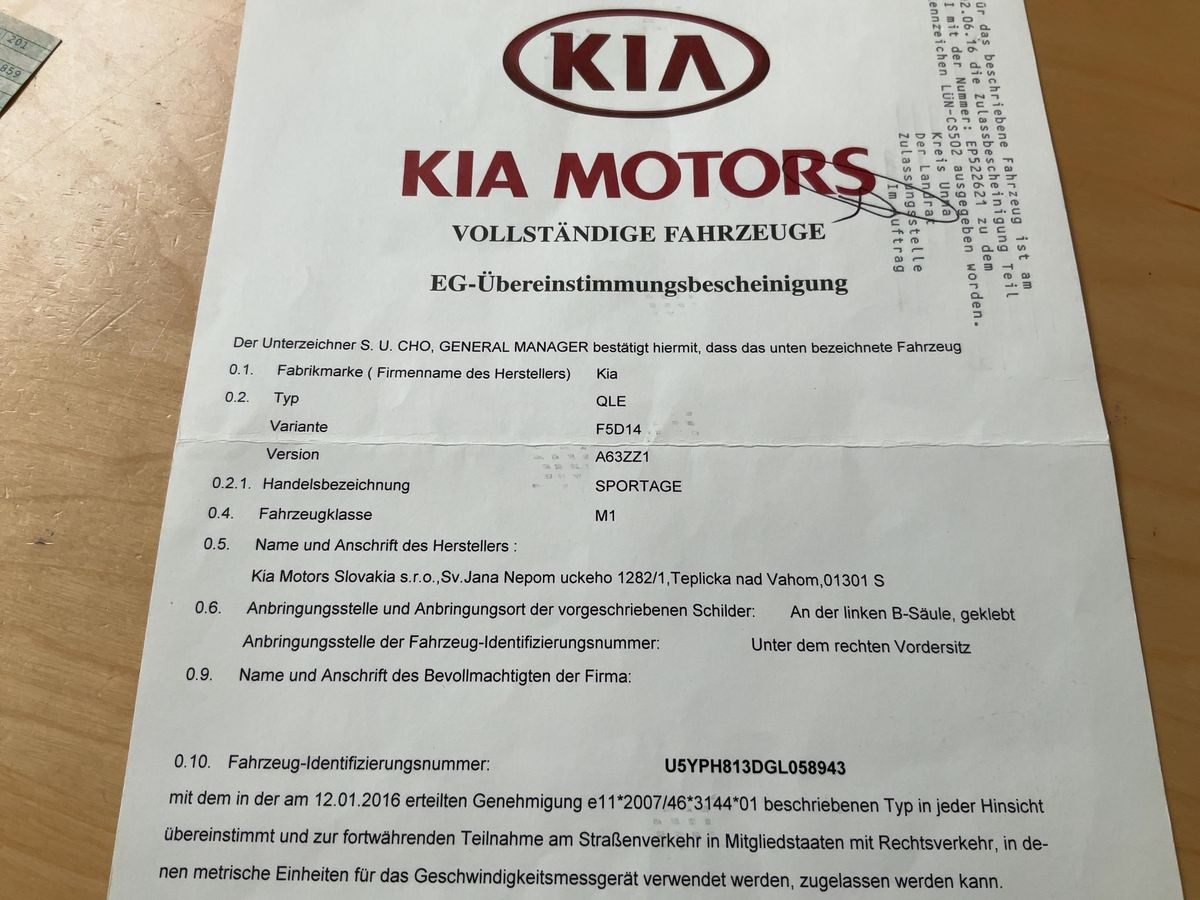 201
859
KIA
KIA MOTORS
VOLLSTÄNDIGE FAHRZEUGE
EG-Übereinstimmungsbescheinigung
ür das beschriebene Fahrzeug ist am
2.06.16 die Zulassbescheinigung Teil
I mit der Nummer: EP522621 zu dem
ennzeichen LÜN-CS502 ausgegeben worden.
Kreis Unna
Der Landrat
Zulassungsstelle
Im Auftrag
Der Unterzeichner S. U. CHO, GENERAL MANAGER bestätigt hiermit, dass das unten bezeichnete Fahrzeug
0.1. Fabrikmarke ( Firmenname des Herstellers) Kia
0.2. Typ QLE
Variante F5D14
Version A63ZZ1
0.2.1. Handelsbezeichnung SPORTAGE
0.4. Fahrzeugklasse M1
0.5. Name und Anschrift des Herstellers :
Kia Motors Slovakia s.r.o.,Sv.Jana Nepom uckeho 1282/1,Teplicka nad Vahom,01301 S
0.6. Anbringungsstelle und Anbringungsort der vorgeschriebenen Schilder: An der linken B-Säule, geklebt
Anbringungsstelle der Fahrzeug-Identifizierungsnummer: Unter dem rechten Vordersitz
0.9. Name und Anschrift des Bevollmachtigten der Firma:
0.10. Fahrzeug-Identifizierungsnummer: U5YPH813DGL058943
mit dem in der am 12.01.2016 erteilten Genehmigung e11*2007/46*3144*01 beschriebenen Typ in jeder Hinsicht
übereinstimmt und zur fortwährenden Teilnahme am Straßenverkehr in Mitgliedstaaten mit Rechtsverkehr, in de-
nen metrische Einheiten für das Geschwindigkeitsmessgerät verwendet werden, zugelassen werden kann.